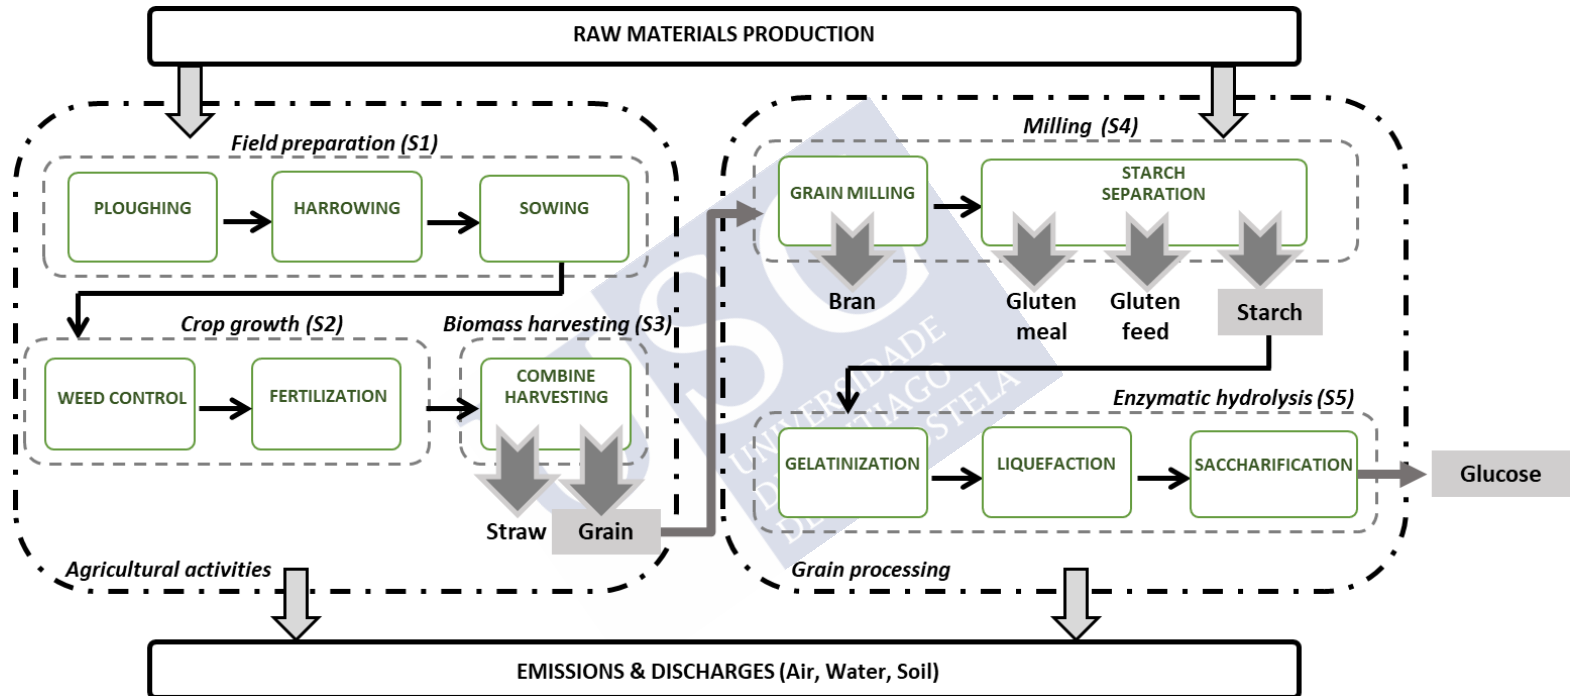 RAW MATERIALS PRODUCTION
Field preparation (S1)
PLOUGHING
HARROWING
SOWING
Crop growth (S2)
Biomass harvesting (S3)
WEED CONTROL
FERTILIZATION
COMBINE
HARVESTING
Straw
Grain
Agricultural activities
Milling (S4)
GRAIN MILLING
STARCH
SEPARATION
Bran
Gluten
meal
Gluten
feed
Starch
Enzymatic hydrolysis (S5)
GELATINIZATION
LIQUEFACTION
SACCHARIFICATION
Glucose
Grain processing
EMISSIONS & DISCHARGES (Air, Water, Soil)
USC
UNIVERSIDADE